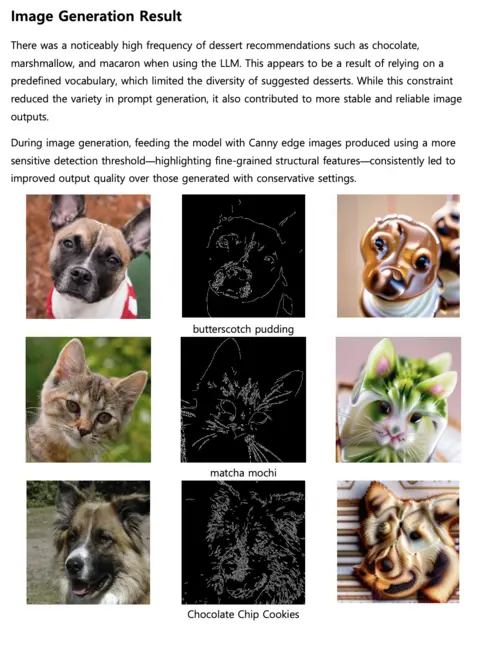 Image Generation Result
There was a noticeably high frequency of dessert recommendations such as chocolate,
marshmallow, and macaron when using the LLM. This appears to be a result of relying on a
predefined vocabulary, which limited the diversity of suggested desserts. While this constraint
reduced the variety in prompt generation, it also contributed to more stable and reliable image
outputs.
During image generation, feeding the model with Canny edge images produced using a more
sensitive detection threshold—highlighting fine-grained structural features—consistently led to
improved output quality over those generated with conservative settings.
butterscotch pudding
matcha mochi
Chocolate Chip Cookies